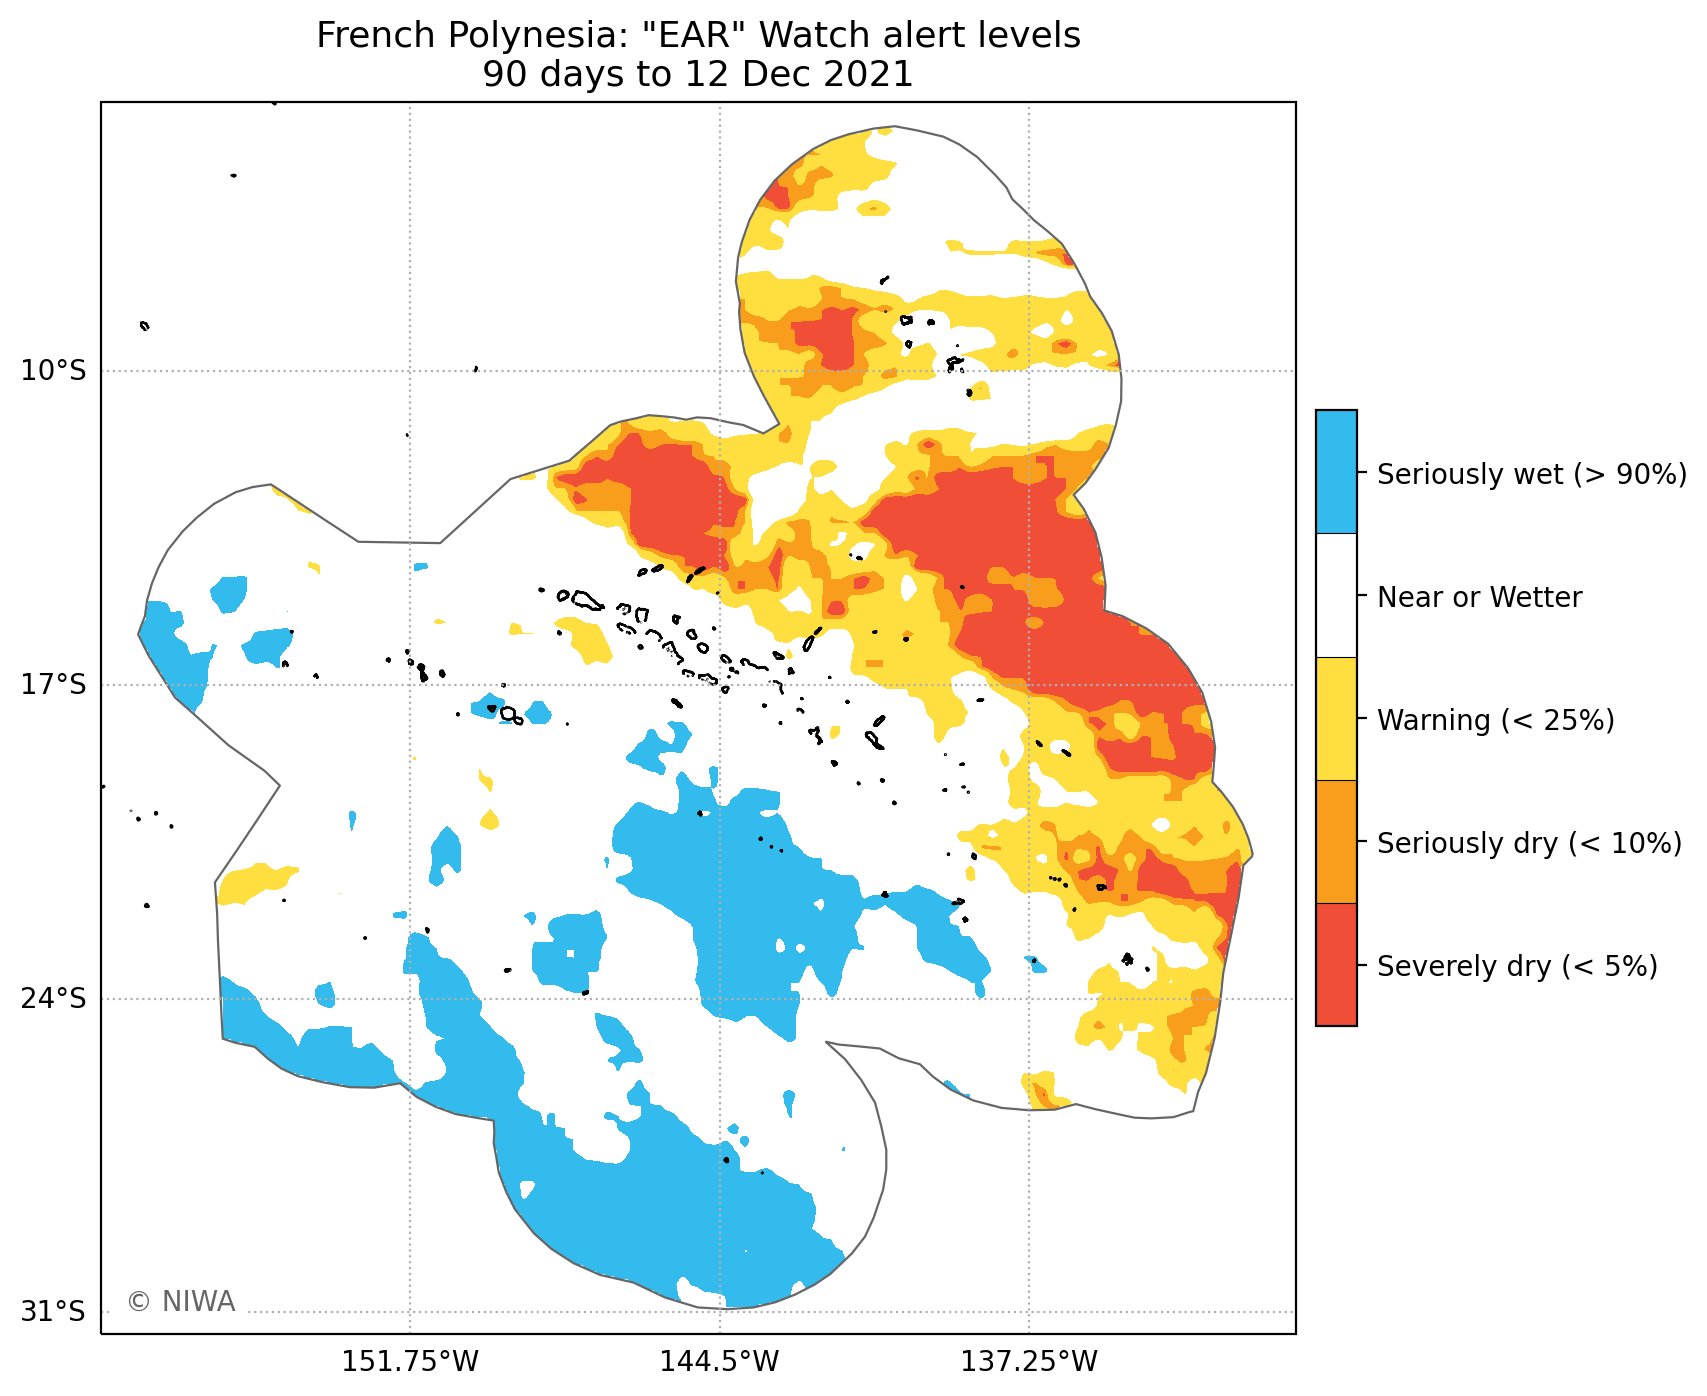 French Polynesia: "EAR" Watch alert levels
90 days to 12 Dec 2021
10°S
17°S
24°S
31°S
151.75°W
144.5°W
137.25°W
Seriously wet (> 90%)
Near or Wetter
Warning (< 25%)
Seriously dry (< 10%)
Severely dry (< 5%)
© NIWA